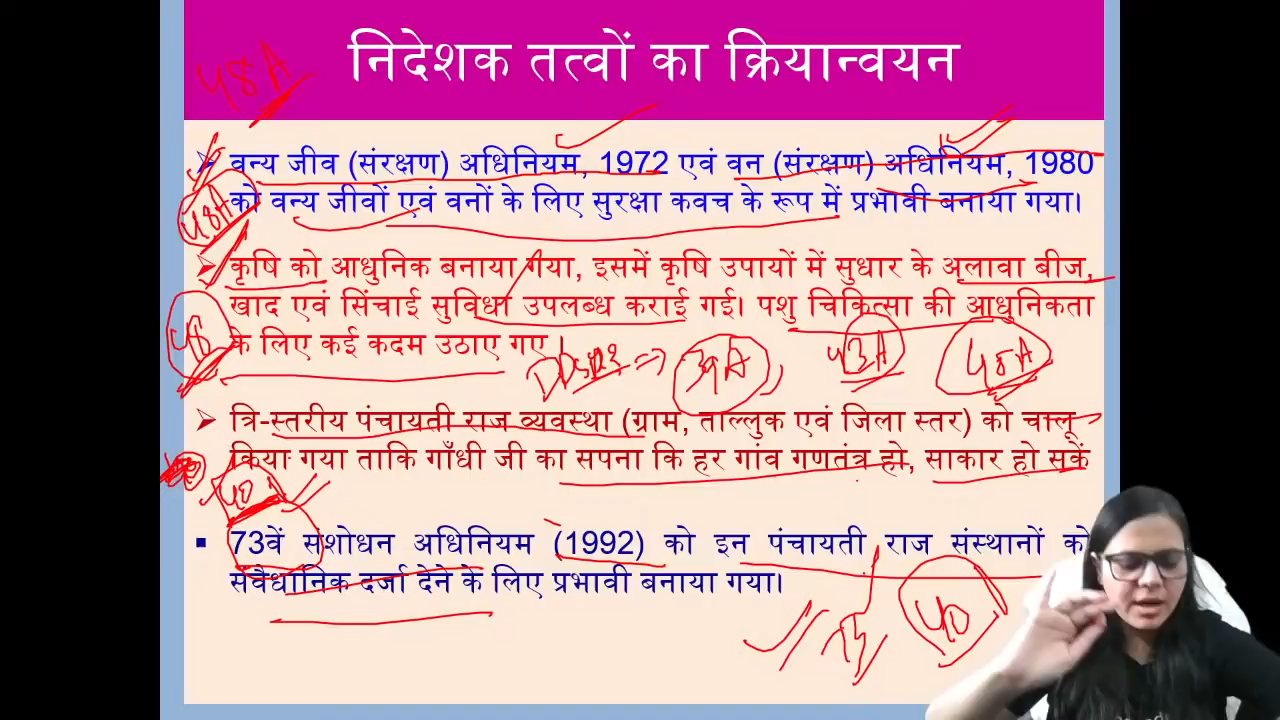 निदेशक तत्वों का क्रियान्वयन
48A
वन्य जीव (संरक्षण) अधिनियम, 1972 एवं वन (संरक्षण) अधिनियम, 1980
48A को वन्य जीवों एवं वनों के लिए सुरक्षा कवच के रूप में प्रभावी बनाया गया।
कृषि को आधुनिक बनाया गया, इसमें कृषि उपायों में सुधार के अलावा बीज,
खाद एवं सिंचाई सुविधा उपलब्ध कराई गई। पशु चिकित्सा की आधुनिकता
48 के लिए कई कदम उठाए गए।
39A 43A 48A
त्रि-स्तरीय पंचायती राज व्यवस्था (ग्राम, ताल्लुक एवं जिला स्तर) को चालू
किया गया ताकि गाँधी जी का सपना कि हर गांव गणतंत्र हो, साकार हो सकें
40
73वें संशोधन अधिनियम (1992) को इन पंचायती राज संस्थानों को
संवैधानिक दर्जा देने के लिए प्रभावी बनाया गया।
40